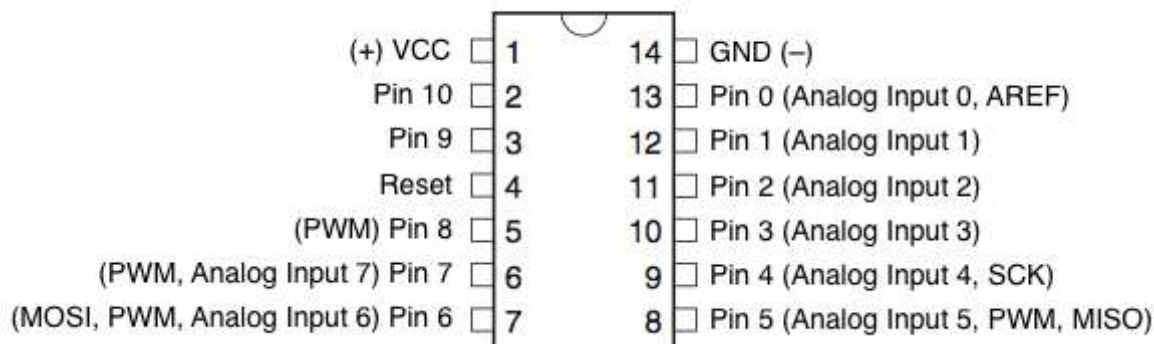 (+) VCC 1 14 GND (–)
Pin 10 2 13 Pin 0 (Analog Input 0, AREF)
Pin 9 3 12 Pin 1 (Analog Input 1)
Reset 4 11 Pin 2 (Analog Input 2)
(PWM) Pin 8 5 10 Pin 3 (Analog Input 3)
(PWM, Analog Input 7) Pin 7 6 9 Pin 4 (Analog Input 4, SCK)
(MOSI, PWM, Analog Input 6) Pin 6 7 8 Pin 5 (Analog Input 5, PWM, MISO)